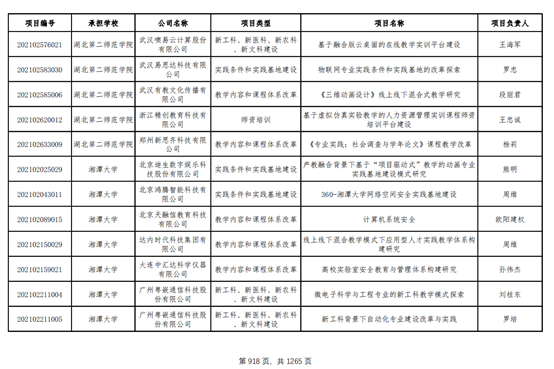 项目编号 承担学校 公司名称 项目类型 项目名称 项目负责人
202102576021 湖北第二师范学院 武汉噢易云计算股份有限公司 新工科、新医科、新农科、新文科建设 基于融合版云桌面的在线教学实训平台建设 王海军
202102583030 湖北第二师范学院 武汉易思达科技有限公司 实践条件和实践基地建设 物联网专业实践条件和实践基地的改革探索 罗忠
202102585006 湖北第二师范学院 武汉有教文化传播有限公司 教学内容和课程体系改革 《三维动画设计》线上线下混合式教学研究 段丽君
202102620012 湖北第二师范学院 浙江精创教育科技有限公司 师资培训 基于虚拟仿真实验教学的人力资源管理实训课程师资培训平台建设 王忠诚
202102633009 湖北第二师范学院 郑州新思齐科技有限公司 教学内容和课程体系改革 《专业实践：社会调查与学年论文》课程教学改革 杨莉
202102025029 湘潭大学 北京迪生数字娱乐科技股份有限公司 实践条件和实践基地建设 产教融合背景下基于“项目驱动式”教学的动画专业实践基地建设模式研究 熊明
202102043011 湘潭大学 北京鸿腾智能科技有限公司 实践条件和实践基地建设 360-湘潭大学网络空间安全实践基地建设 周维
202102089015 湘潭大学 北京天融信教育科技有限公司 教学内容和课程体系改革 计算机系统安全 欧阳建权
202102150029 湘潭大学 达内时代科技集团有限公司 教学内容和课程体系改革 线上线下混合教学模式下应用型人才实践教学体系构建研究 周维
202102159021 湘潭大学 大连中汇达科学仪器有限公司 教学内容和课程体系改革 高校实验室安全教育与管理体系构建研究 孙伟杰
202102211004 湘潭大学 广州粤嵌通信科技股份有限公司 新工科、新医科、新农科、新文科建设 微电子科学与工程专业的新工科教学模式探索 刘桂东
202102211005 湘潭大学 广州粤嵌通信科技股份有限公司 新工科、新医科、新农科、新文科建设 新工科背景下自动化专业建设改革与实践 罗培
第 918 页，共 1265 页